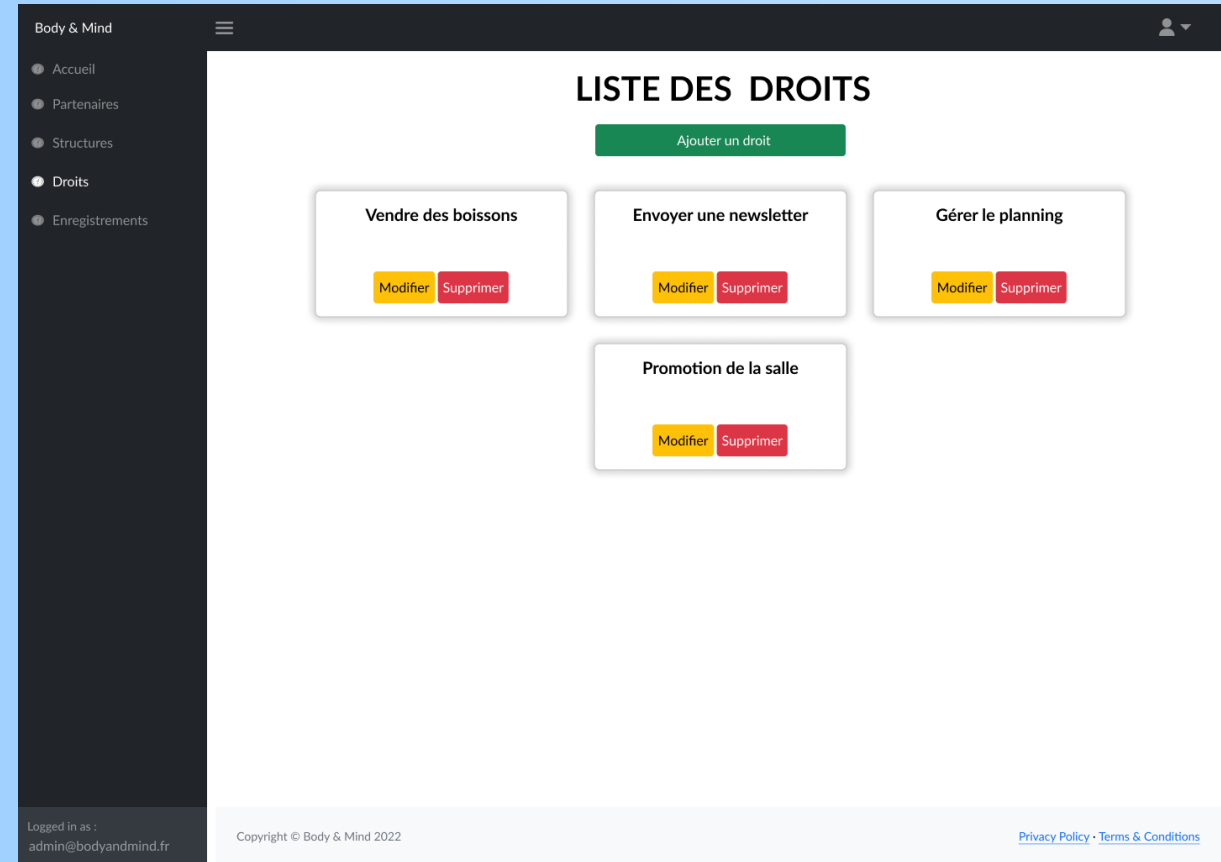 Body & Mind
Accueil
Partenaires
Structures
Droits
Enregistrements
LISTE DES DROITS
Ajouter un droit
Vendre des boissons
Modifier Supprimer
Envoyer une newsletter
Modifier Supprimer
Gérer le planning
Modifier Supprimer
Promotion de la salle
Modifier Supprimer
Logged in as :
admin@bodyandmind.fr
Copyright © Body & Mind 2022
Privacy Policy · Terms & Conditions